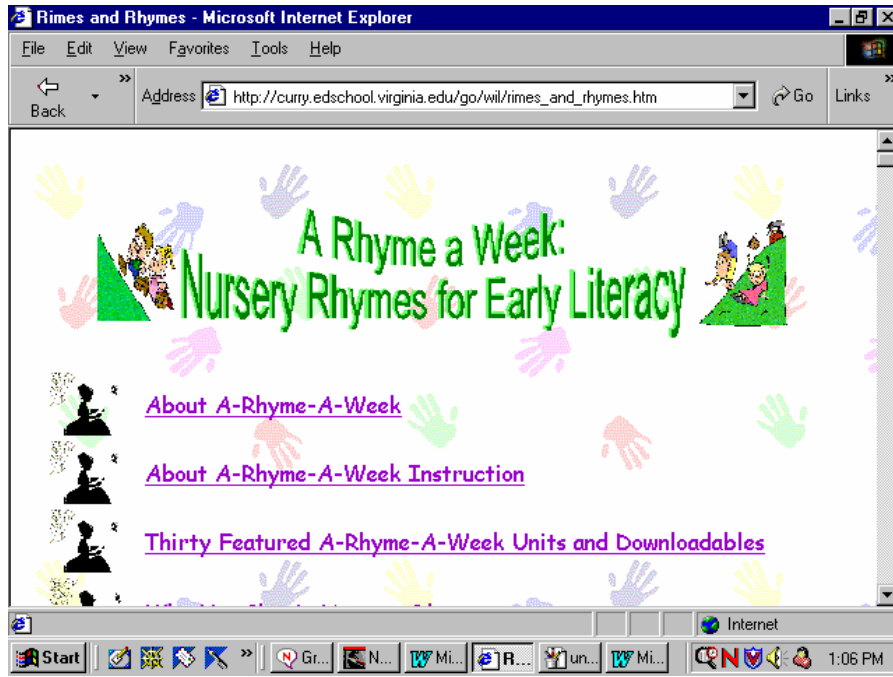 Rimes and Rhymes - Microsoft Internet Explorer
File Edit View Favorites Tools Help
Back » Address http://curry.edschool.virginia.edu/go/wil/rimes_and_rhymes.htm Go Links »
A Rhyme a Week:
Nursery Rhymes for Early Literacy
About A-Rhyme-A-Week
About A-Rhyme-A-Week Instruction
Thirty Featured A-Rhyme-A-Week Units and Downloadables
Internet
Start » Gr... N... Mi... R... un... Mi... 1:06 PM